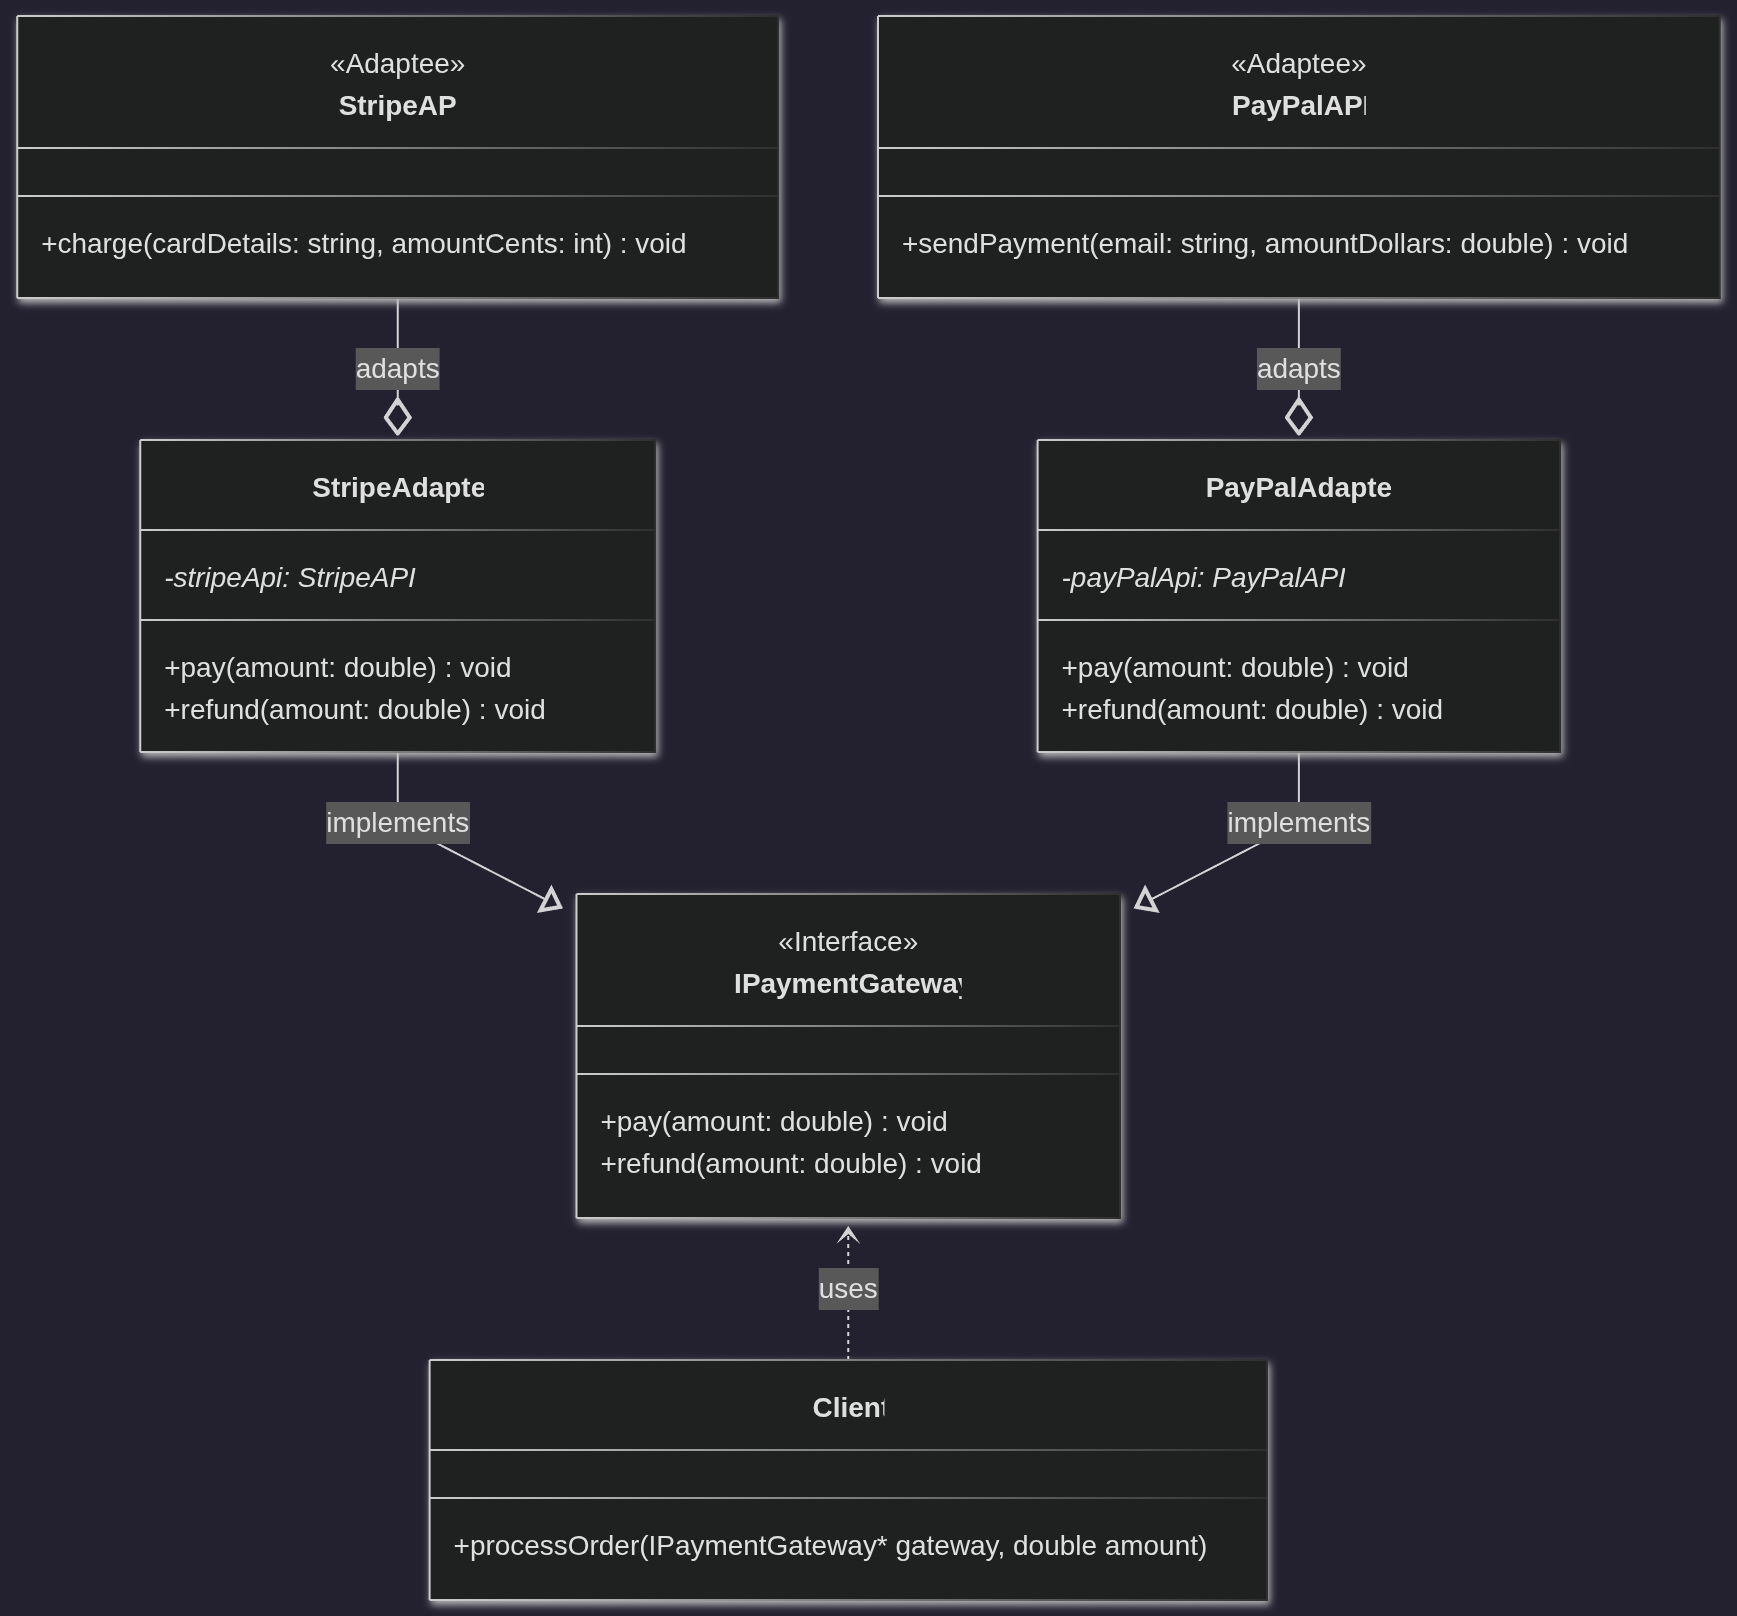 «Adaptee»
StripeAP
+charge(cardDetails: string, amountCents: int) : void
«Adaptee»
PayPalAPI
+sendPayment(email: string, amountDollars: double) : void
adapts
adapts
StripeAdapte
-stripeApi: StripeAPI
+pay(amount: double) : void
+refund(amount: double) : void
PayPalAdapte
-payPalApi: PayPalAPI
+pay(amount: double) : void
+refund(amount: double) : void
implements
implements
«Interface»
IPaymentGateway
+pay(amount: double) : void
+refund(amount: double) : void
uses
Client
+processOrder(IPaymentGateway* gateway, double amount)